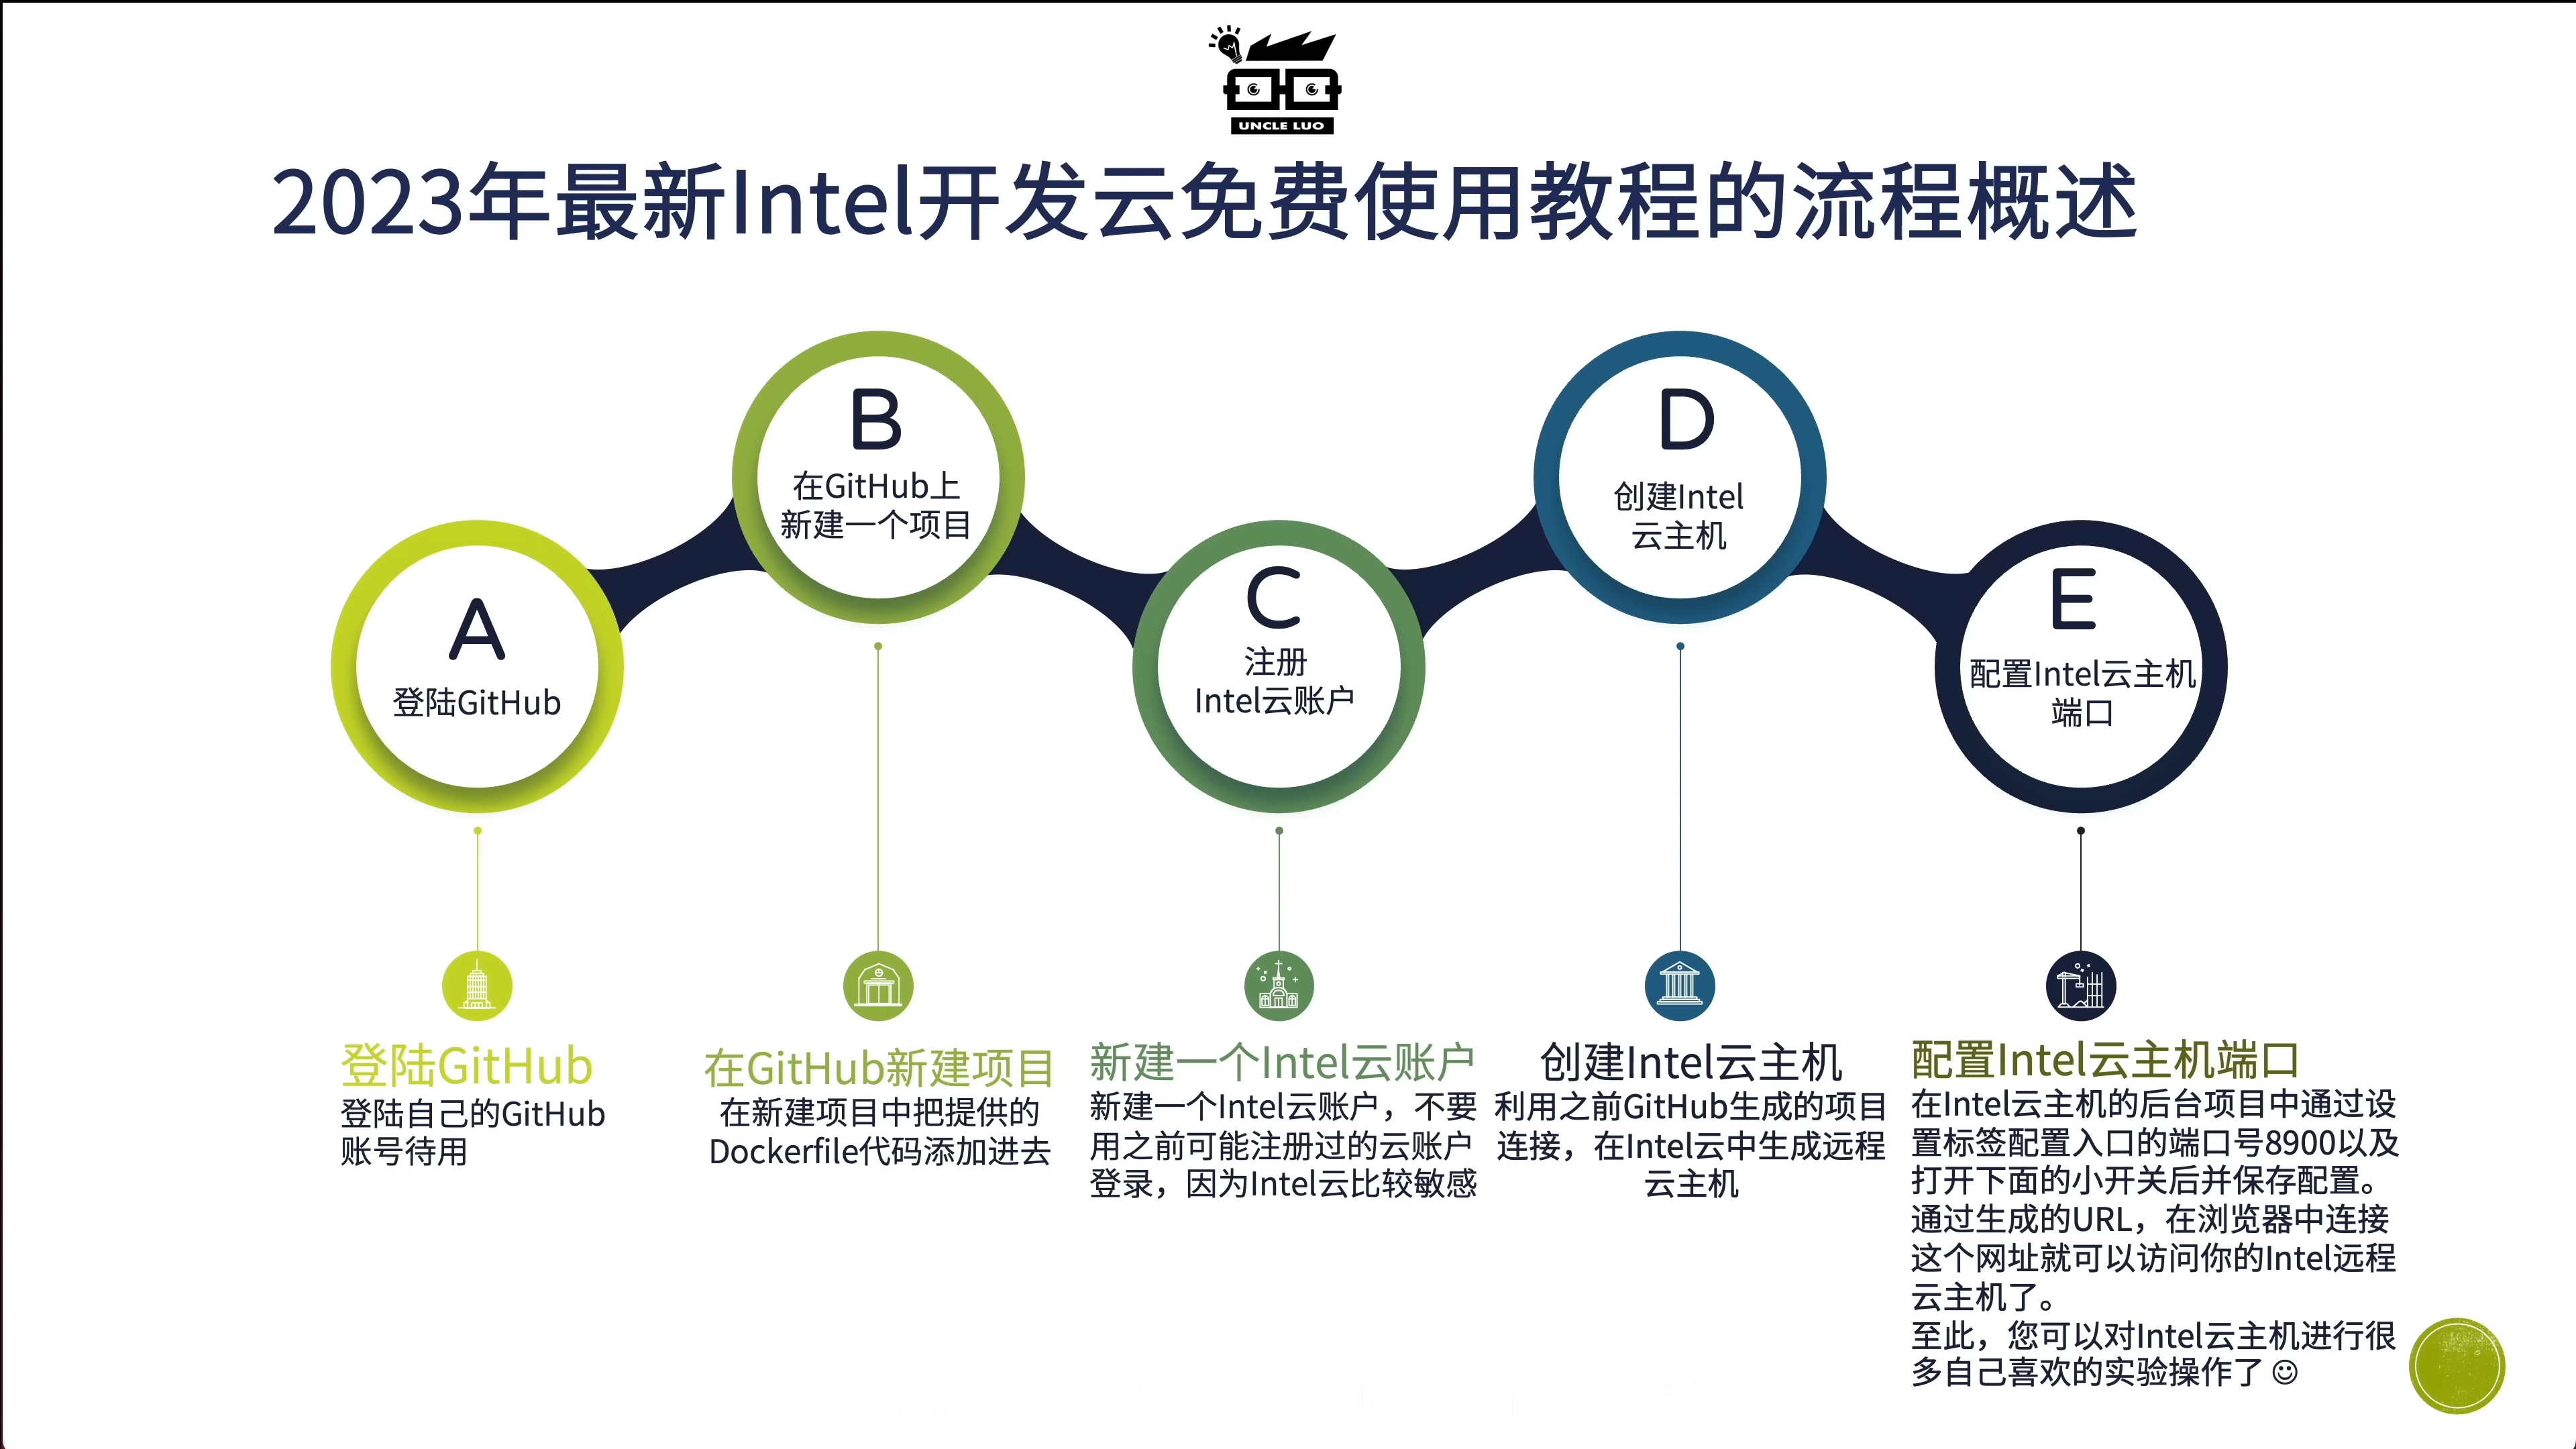 UNCLE LUO
2023年最新Intel开发云免费使用教程的流程概述
A
登陆GitHub
B
在GitHub上
新建一个项目
C
注册
Intel云账户
D
创建Intel
云主机
E
配置Intel云主机
端口
登陆GitHub
登陆自己的GitHub
账号待用
在GitHub新建项目
在新建项目中把提供的
Dockerfile代码添加进去
新建一个Intel云账户
新建一个Intel云账户，不要
用之前可能注册过的云账户
登录，因为Intel云比较敏感
创建Intel云主机
利用之前GitHub生成的项目
连接，在Intel云中生成远程
云主机
配置Intel云主机端口
在Intel云主机的后台项目中通过设
置标签配置入口的端口号8900以及
打开下面的小开关后并保存配置。
通过生成的URL，在浏览器中连接
这个网址就可以访问你的Intel远程
云主机了。
至此，您可以对Intel云主机进行很
多自己喜欢的实验操作了☺